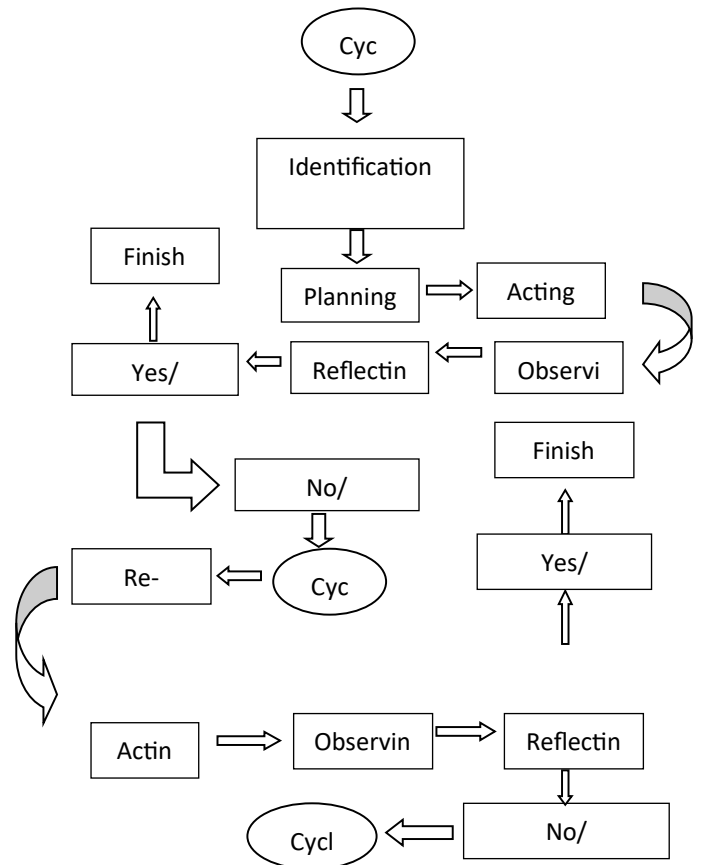 Cyc
Identification
Finish
Planning
Acting
Yes/
Reflectin
Observi
Finish
No/
Yes/
Re-
Cyc
Actin
Observin
Reflectin
Cycl
No/